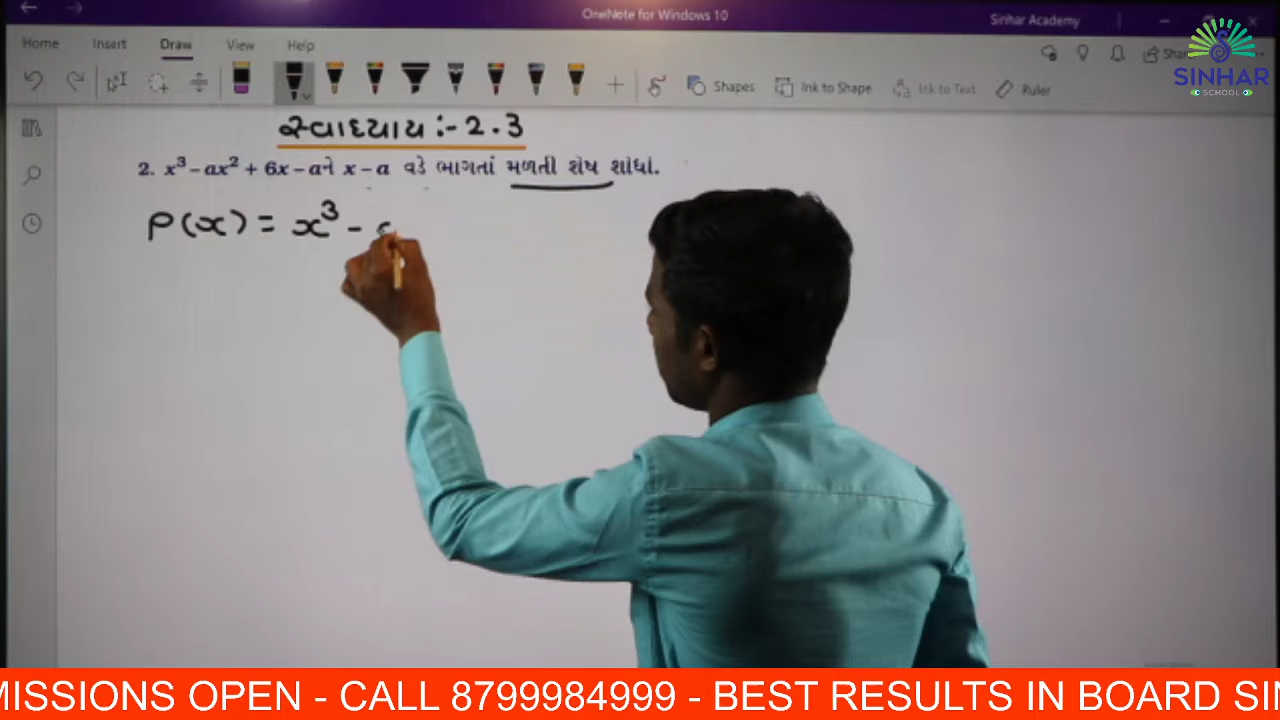 OneNote for Windows 10
Sinhar Academy
Home Insert Draw View Help
Shapes Ink to Shape Ink to Text Ruler
SINHAR
SCHOOL
સ્વાધ્યાય :- 2.3
2. x³ – ax² + 6x – aને x – a વડે ભાગતાં મળતી શેષ શોધો.
P(x) = x³ -
MISSIONS OPEN - CALL 8799984999 - BEST RESULTS IN BOARD SIN